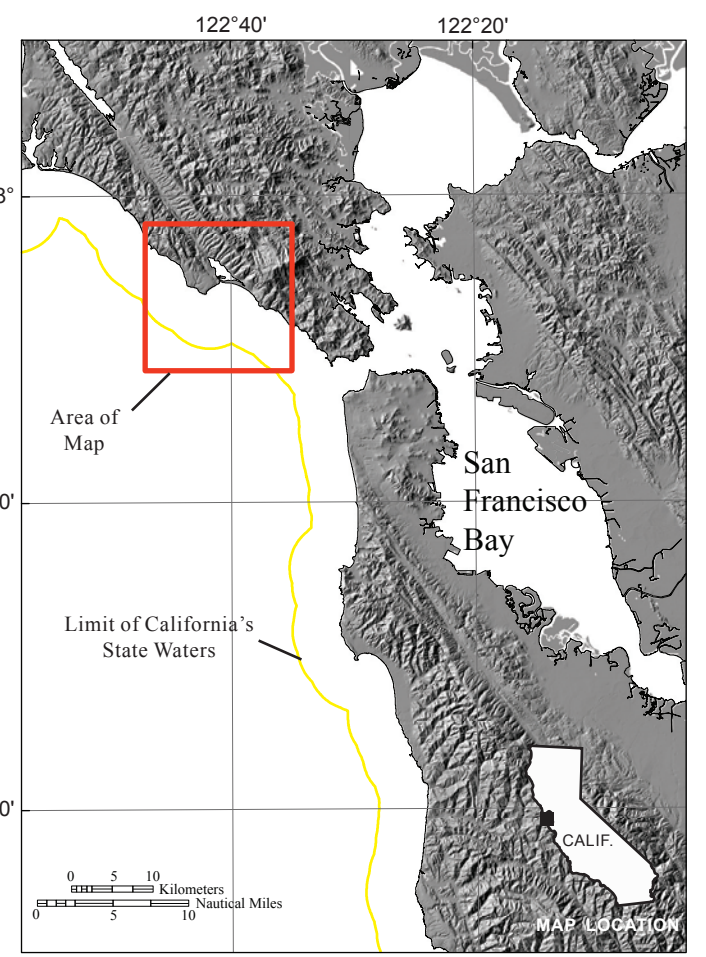 122°40'
122°20'
3°
Area of
Map
San
Francisco
Bay
0'
Limit of California’s
State Waters
0'
CALIF.
0 5 10
Kilometers
Nautical Miles
0 5 10
MAP LOCATION